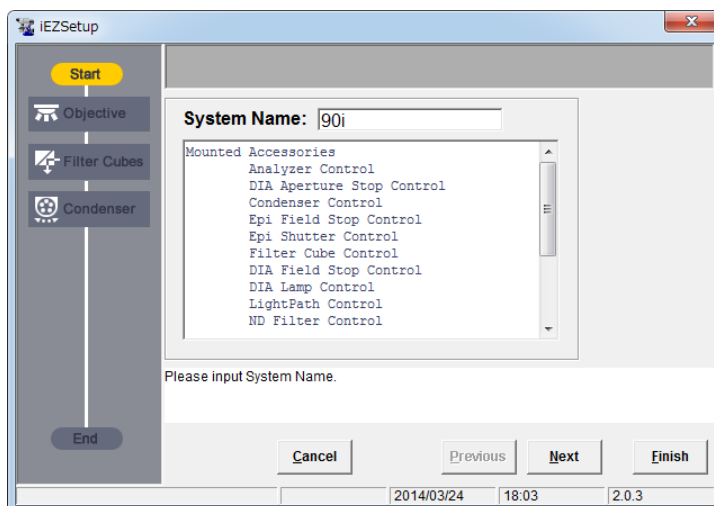 iEZSetup
Start
Objective
Filter Cubes
Condenser
End
System Name: 90i
Mounted Accessories
Analyzer Control
DIA Aperture Stop Control
Condenser Control
Epi Field Stop Control
Epi Shutter Control
Filter Cube Control
DIA Field Stop Control
DIA Lamp Control
LightPath Control
ND Filter Control
Please input System Name.
Cancel Previous Next Finish
2014/03/24 18:03 2.0.3